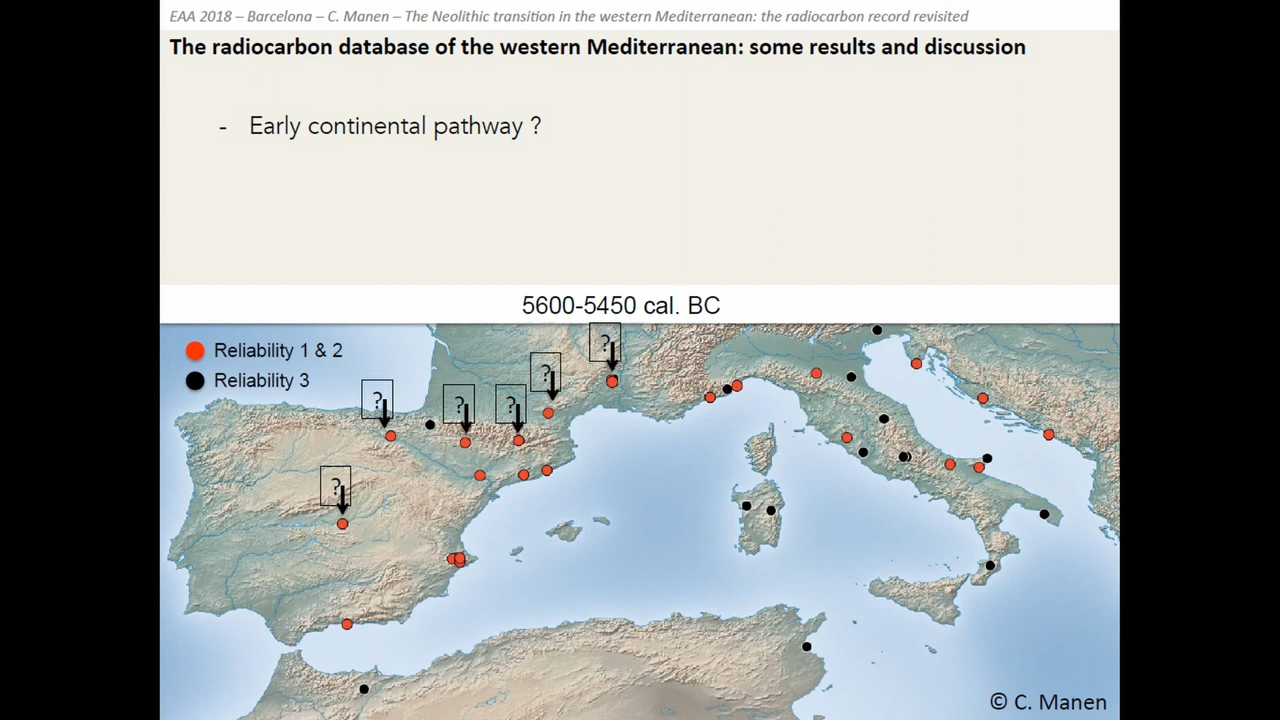 EAA 2018 – Barcelona – C. Manen – The Neolithic transition in the western Mediterranean: the radiocarbon record revisited
The radiocarbon database of the western Mediterranean: some results and discussion
- Early continental pathway ?
5600-5450 cal. BC
Reliability 1 & 2
Reliability 3
?
?
?
?
?
?
© C. Manen